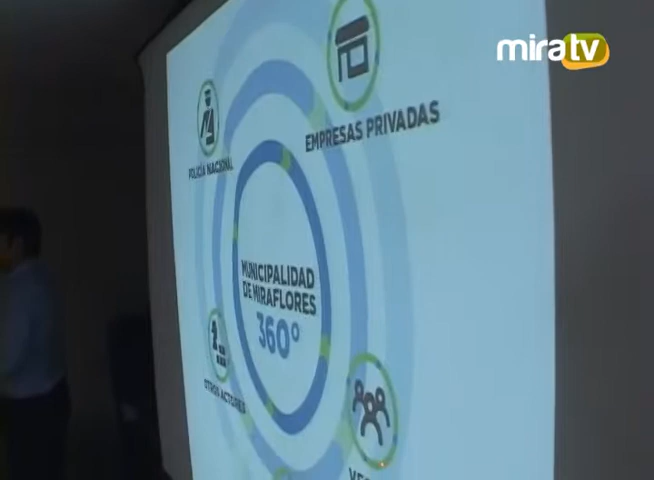 miratv
EMPRESAS PRIVADAS
POLICÍA NACIONAL
MUNICIPALIDAD
DE MIRAFLORES
360°
OTROS ACTORES